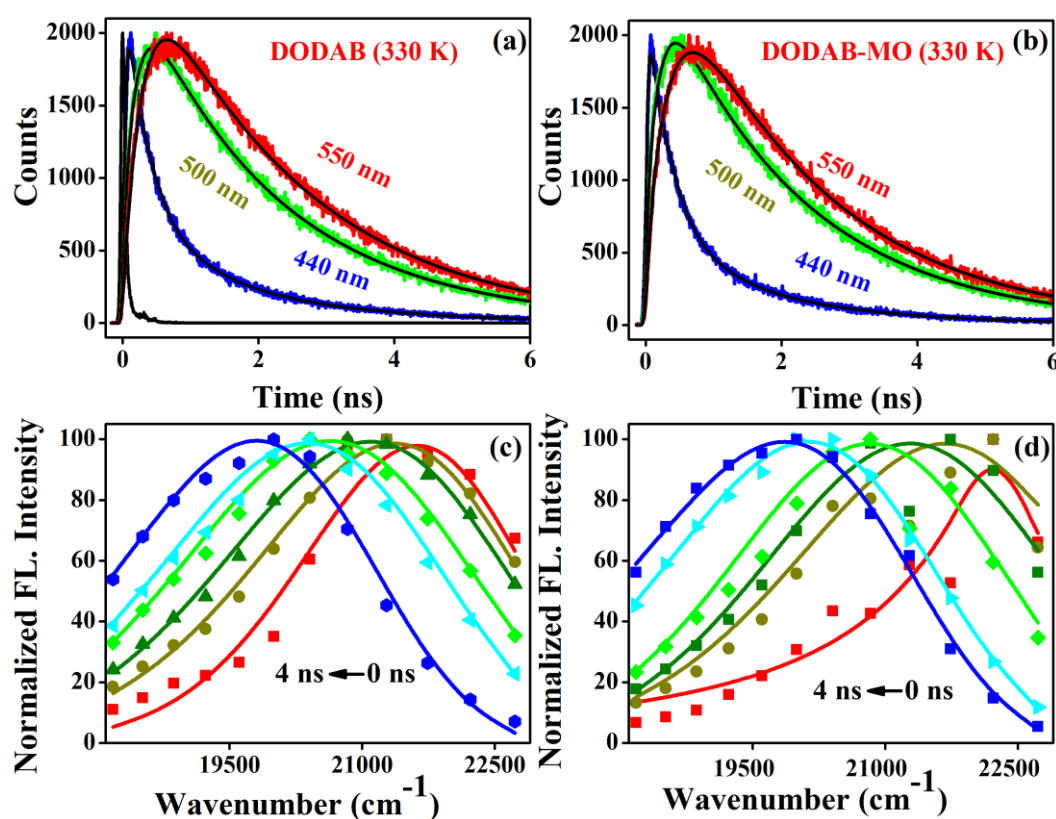 (a)
DODAB (330 K)
2000
1500
1000
500
0
Counts
550 nm
500 nm
440 nm
0 2 4 6
Time (ns)
(b)
DODAB-MO (330 K)
2000
1500
1000
500
0
Counts
550 nm
500 nm
440 nm
0 2 4 6
Time (ns)
(c)
100
80
60
40
20
0
Normalized FL. Intensity
4 ns←0 ns
19500 21000 22500
Wavenumber (cm-1)
(d)
100
80
60
40
20
0
Normalized FL. Intensity
4 ns←0 ns
19500 21000 22500
Wavenumber (cm-1)